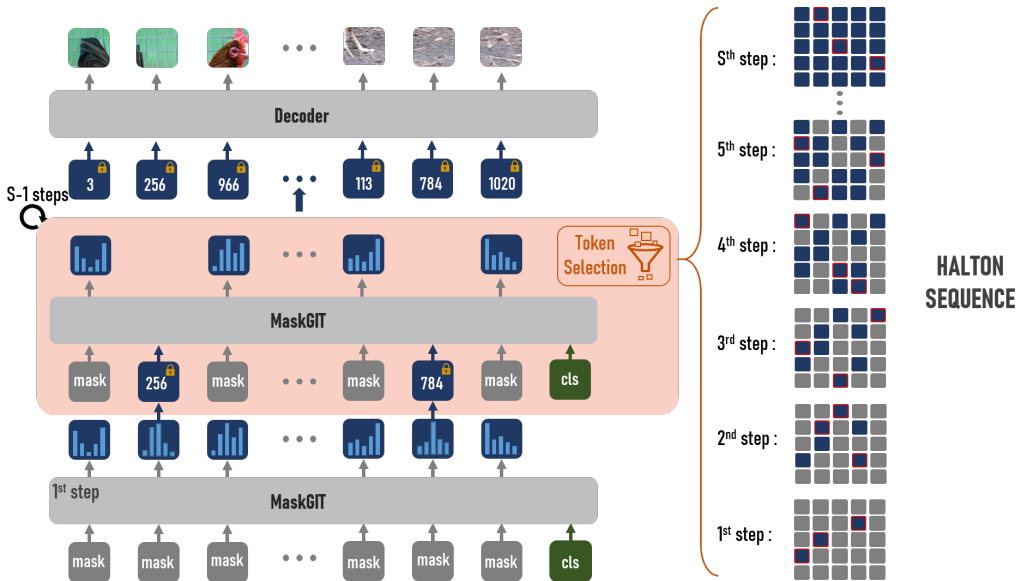 Decoder
3 256 966 ... 113 784 1020
S-1 steps
Token
Selection
MaskGIT
mask 256 mask ... mask 784 mask cls
1st step
MaskGIT
mask mask mask ... mask mask mask cls
Sth step :
5th step :
4th step :
3rd step :
2nd step :
1st step :
HALTON
SEQUENCE